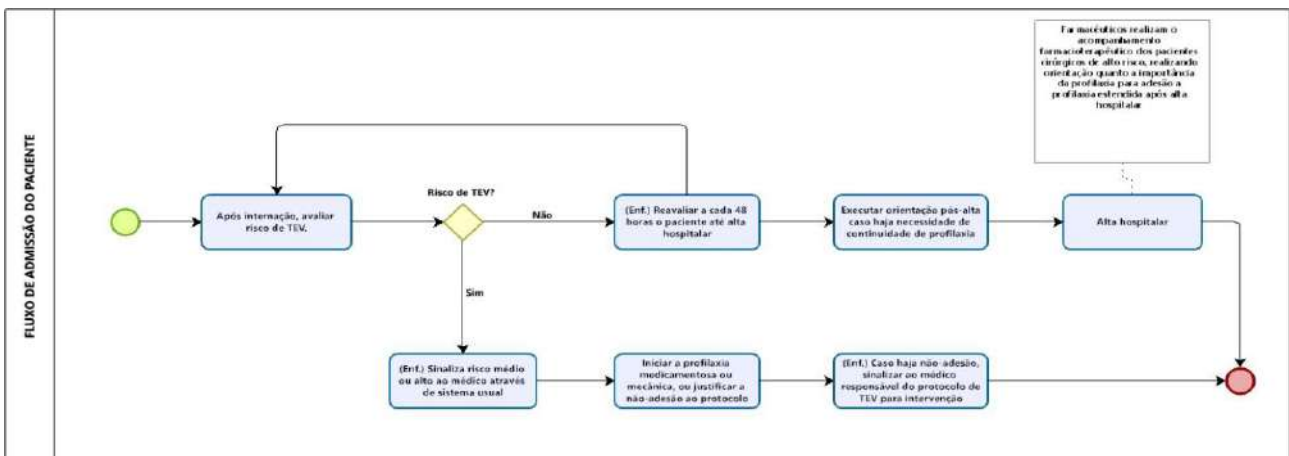 FLUXO DE ADMISSÃO DO PACIENTE
Farmacêuticos realizam o
acompanhamento
farmacioterapêutico dos pacientes
cirúrgicos de alto risco, realizando
orientação quanto a importância
da profilaxia para adesão a
profilaxia estendida após alta
hospitalar
Após internação, avaliar
risco de TEV.
Risco de TEV?
Não
(Enf.) Reavaliar a cada 48
horas o paciente até alta
hospitalar
Executar orientação pós-alta
caso haja necessidade de
continuidade de profilaxia
Alta hospitalar
Sim
(Enf.) Sinaliza risco médio
ou alto ao médico através
de sistema usual
Iniciar a profilaxia
medicamentosa ou
mecânica, ou justificar a
não-adesão ao protocolo
(Enf.) Caso haja não-adesão,
sinalizar ao médico
responsável do protocolo de
TEV para intervenção